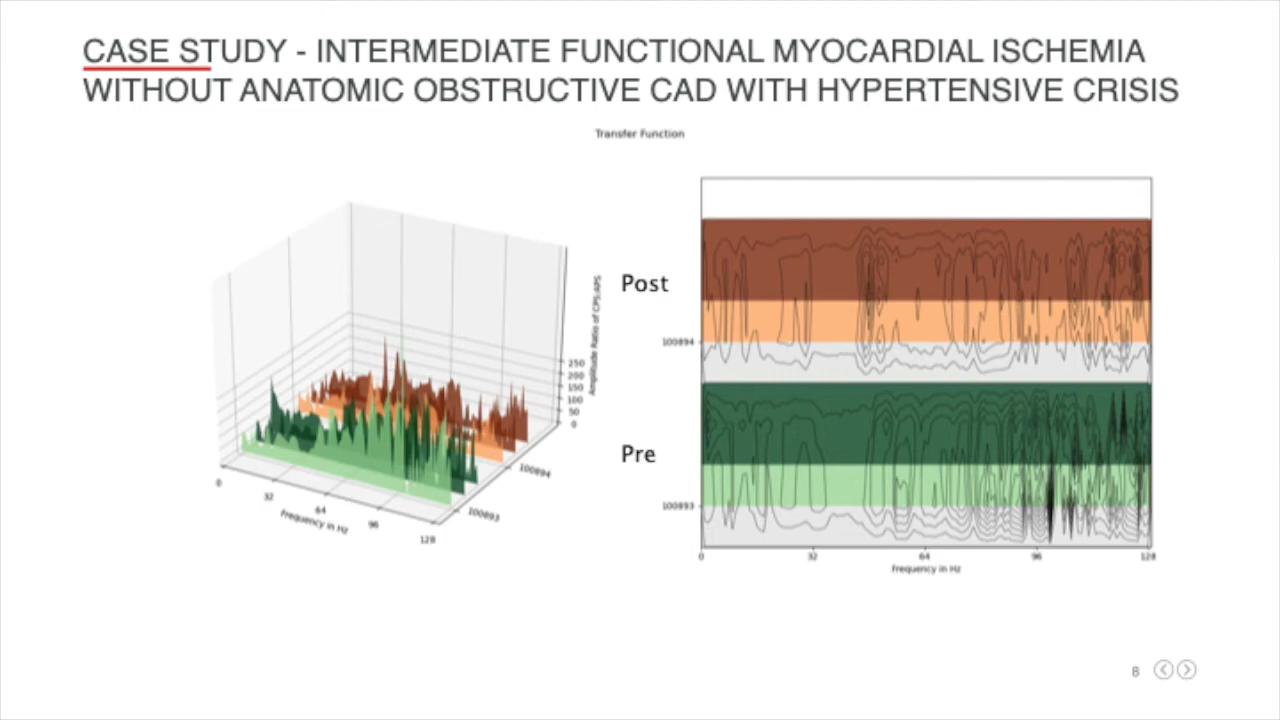 CASE STUDY - INTERMEDIATE FUNCTIONAL MYOCARDIAL ISCHEMIA
WITHOUT ANATOMIC OBSTRUCTIVE CAD WITH HYPERTENSIVE CRISIS
Transfer Function
Amplitude Ratio of CPS:APS
250
200
150
100
50
0
100894
100893
0
32
64
96
128
Frequency in Hz
Post
100894
Pre
100893
0 32 64 96 128
Frequency in Hz
8